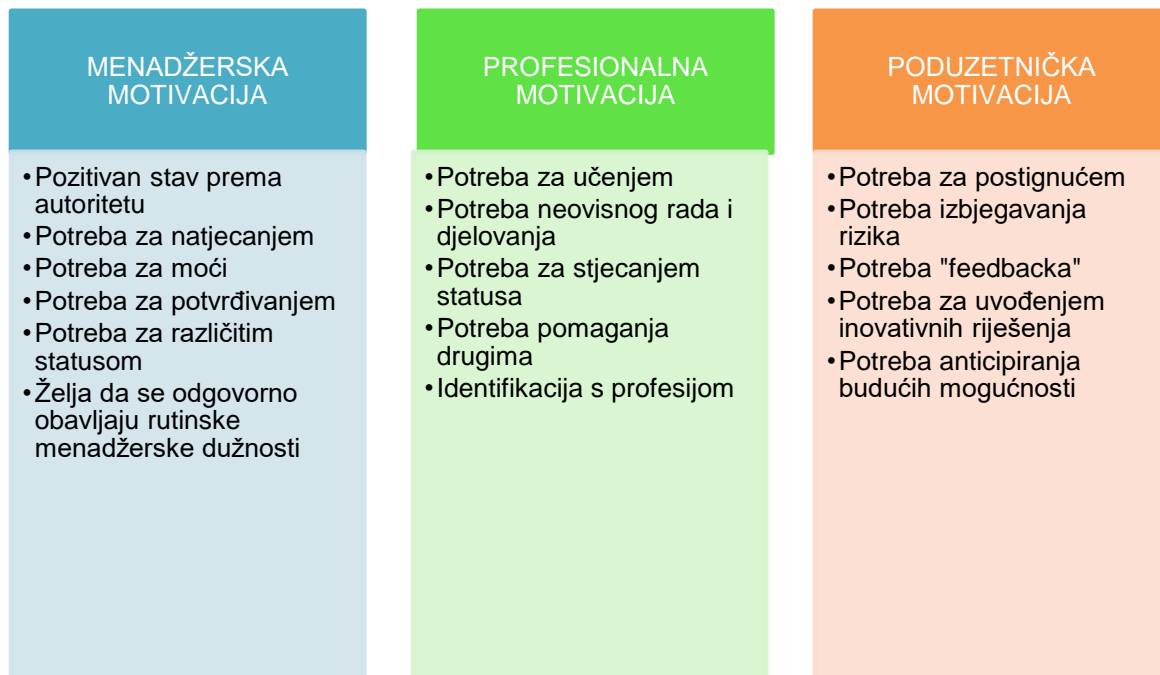 MENADŽERSKA
MOTIVACIJA
•Pozitivan stav prema
autoritetu
•Potreba za natjecanjem
•Potreba za moći
•Potreba za potvrđivanjem
•Potreba za različitim
statusom
•Želja da se odgovorno
obavljaju rutinske
menadžerske dužnosti
PROFESIONALNA
MOTIVACIJA
•Potreba za učenjem
•Potreba neovisnog rada i
djelovanja
•Potreba za stjecanjem
statusa
•Potreba pomaganja
drugima
•Identifikacija s profesijom
PODUZETNIČKA
MOTIVACIJA
•Potreba za postignućem
•Potreba izbjegavanja
rizika
•Potreba "feedbacka"
•Potreba za uvođenjem
inovativnih riješenja
•Potreba anticipiranja
budućih mogućnosti